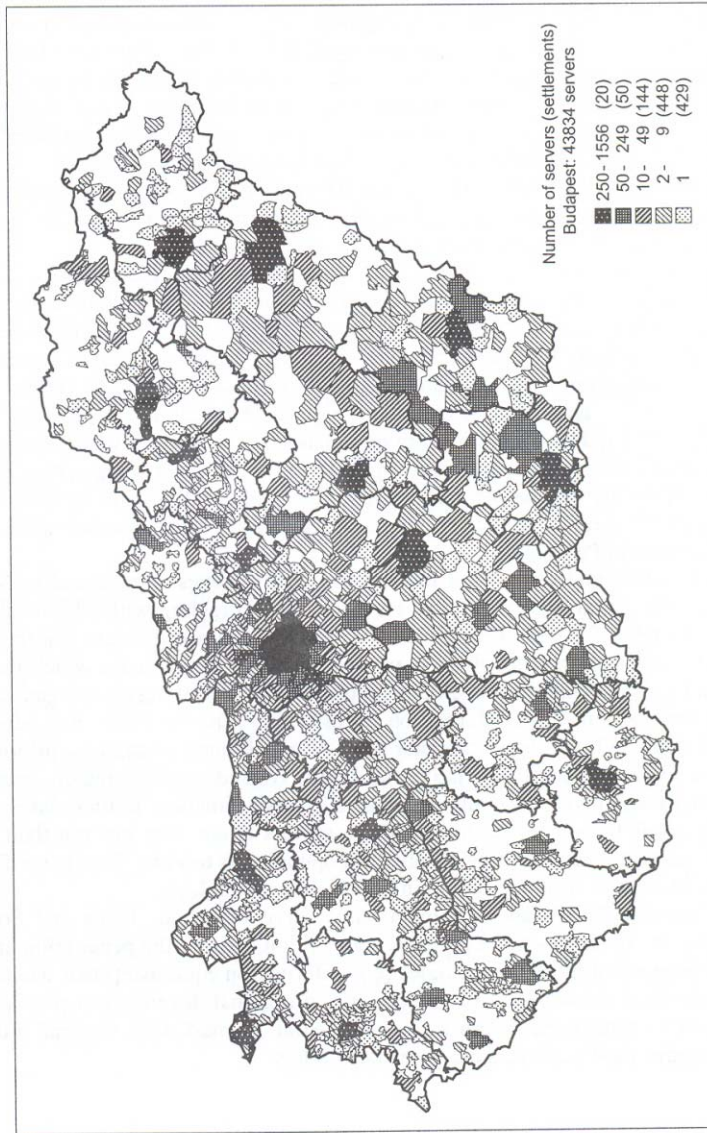 Number of servers (settlements)
Budapest: 43834 servers
250 - 1556 (20)
50 - 249 (50)
10 - 49 (144)
2 - 9 (448)
1 (429)